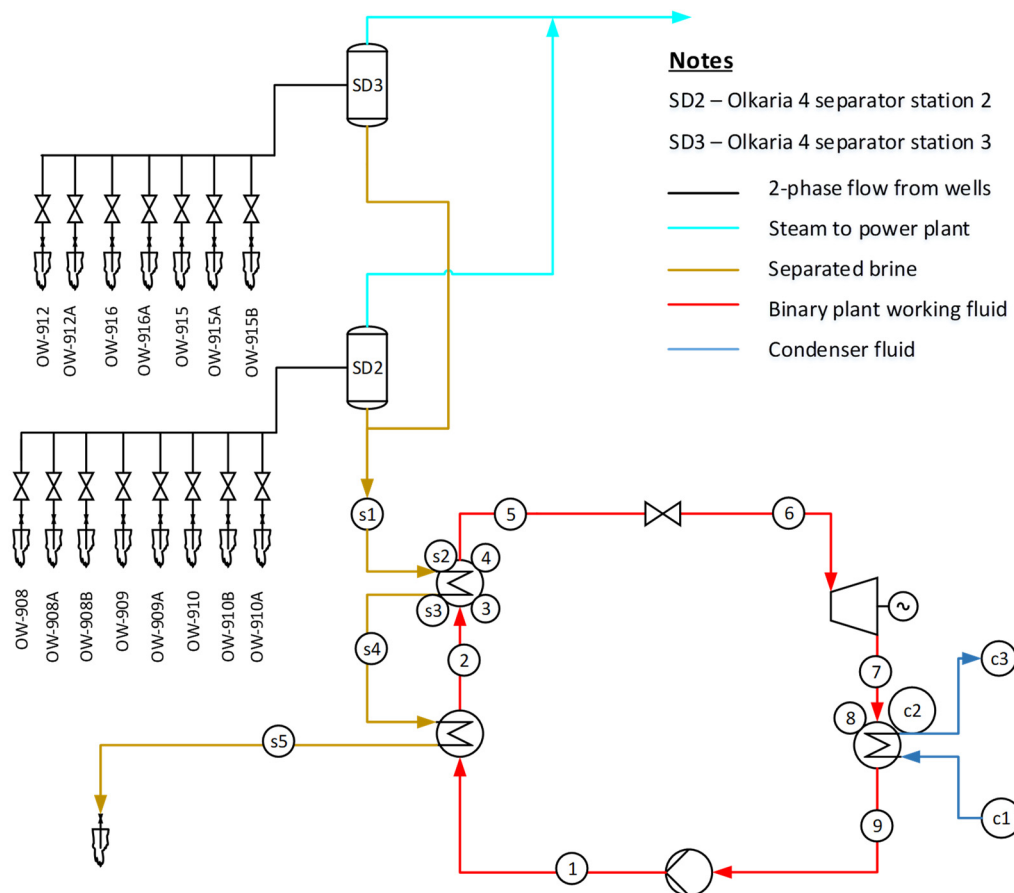 SD3
Notes
SD2 – Olkaria 4 separator station 2
SD3 – Olkaria 4 separator station 3
2-phase flow from wells
Steam to power plant
Separated brine
Binary plant working fluid
Condenser fluid
OW-912
OW-912A
OW-916
OW-916A
OW-915
OW-915A
OW-915B
SD2
OW-908
OW-908A
OW-908B
OW-909
OW-909A
OW-910
OW-910B
OW-910A
s1
5
6
s2
4
s3
3
s4
2
~
7
c3
8
c2
s5
9
c1
1